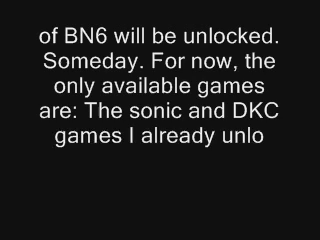 of BN6 will be unlocked.
Someday. For now, the
only available games
are: The sonic and DKC
games I already unlo